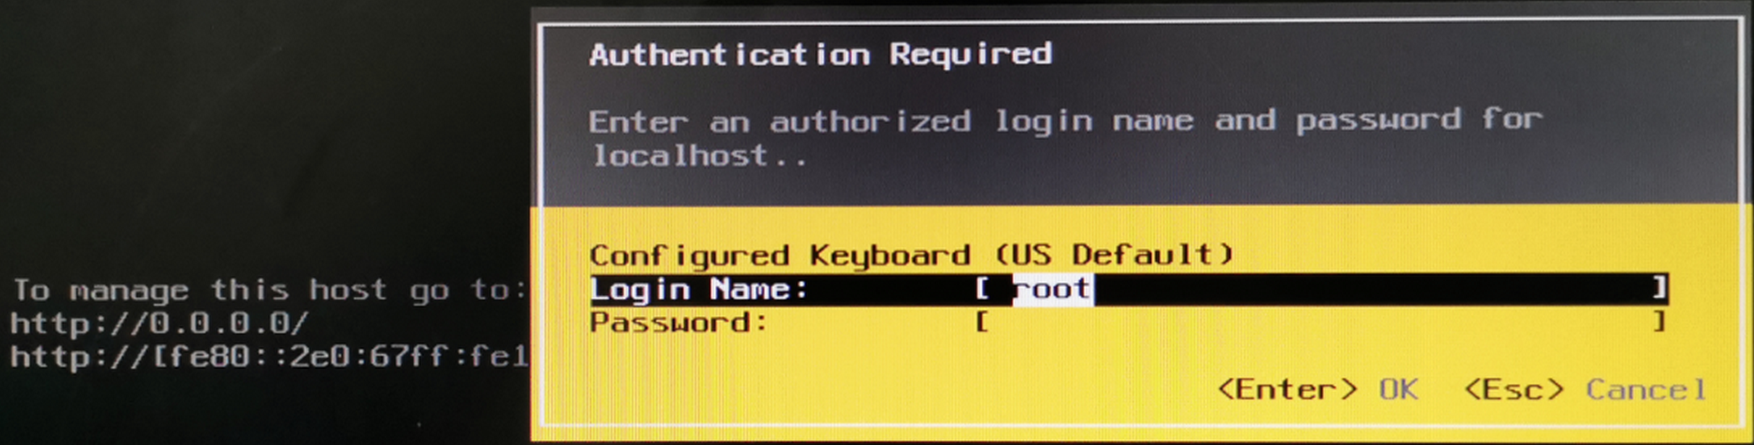 Authentication Required
Enter an authorized login name and password for
localhost..
Configured Keyboard (US Default)
Login Name: [ root ]
Password: [ ]
<Enter> OK <Esc> Cancel
To manage this host go to:
http://0.0.0.0/
http://[fe80::2e0:67ff:fe1